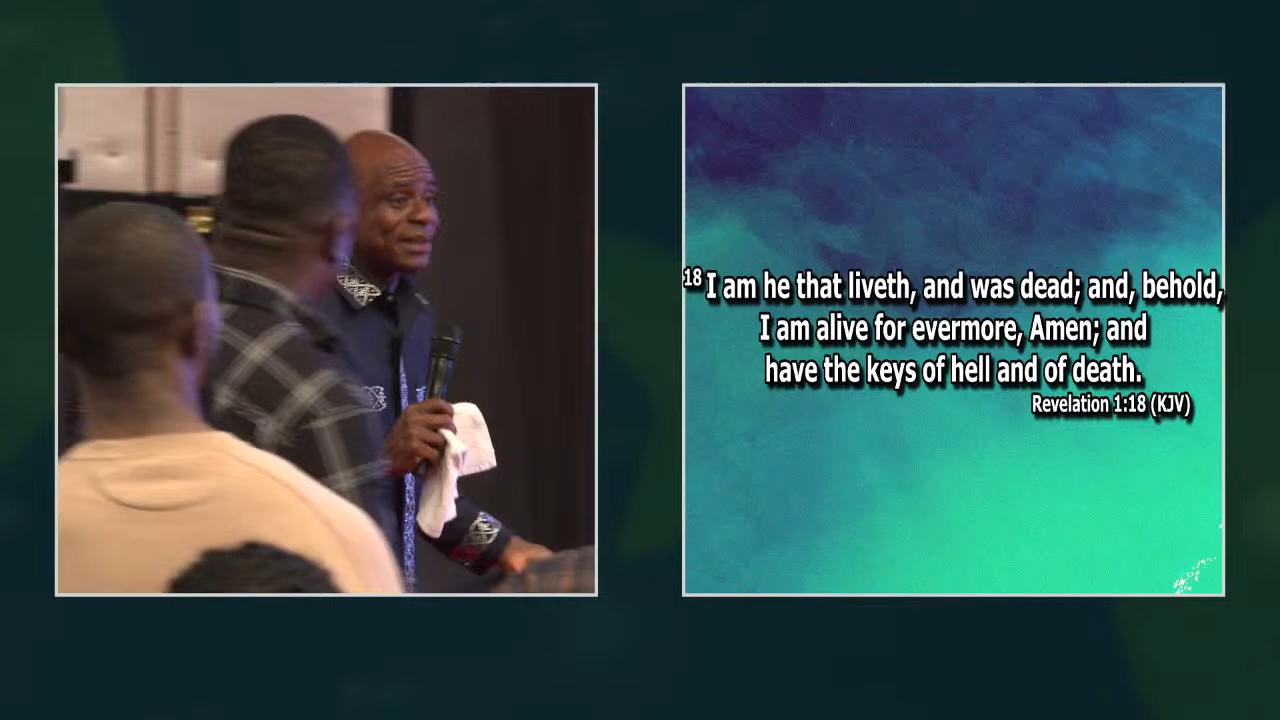 18 I am he that liveth, and was dead; and, behold,
I am alive for evermore, Amen; and
have the keys of hell and of death.
Revelation 1:18 (KJV)